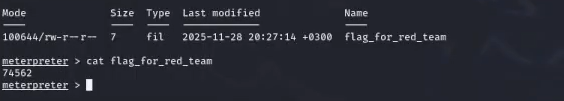 Mode Size Type Last modified Name
---- ---- ---- ------------- ----
100644/rw-r--r-- 7 fil 2025-11-28 20:27:14 +0300 flag_for_red_team
meterpreter > cat flag_for_red_team
74562
meterpreter >